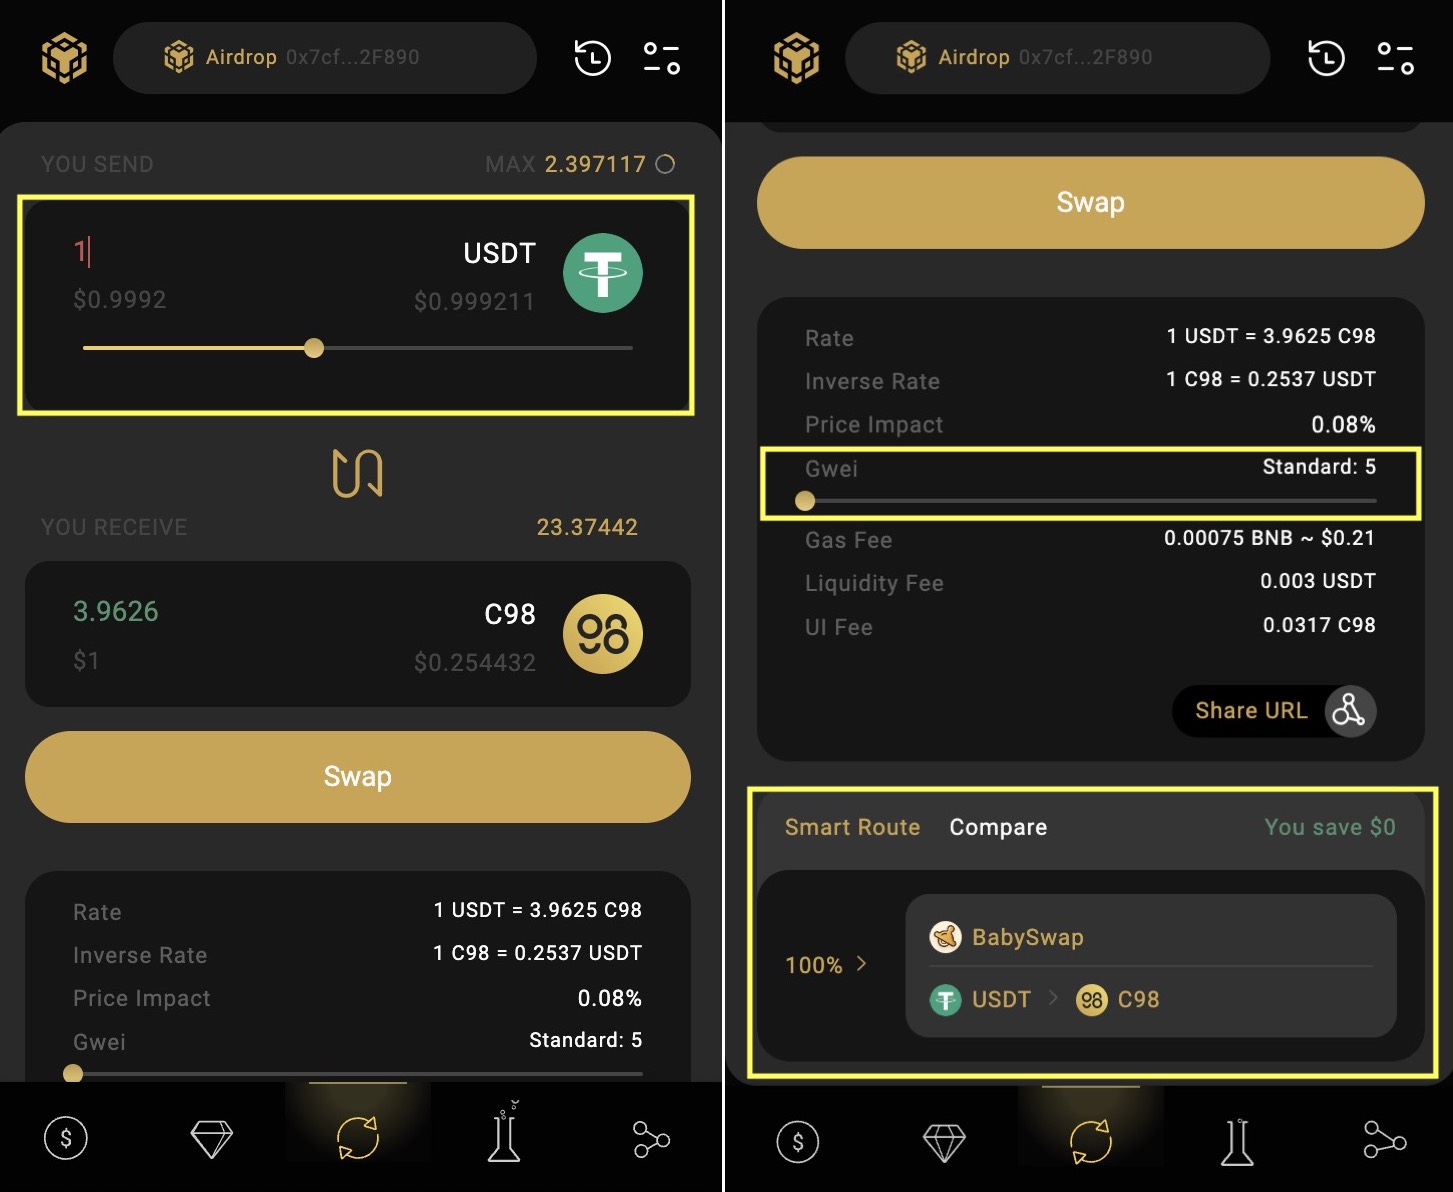 Airdrop 0x7cf...2F890
YOU SEND MAX 2.397117
1 USDT
$0.9992 $0.999211
YOU RECEIVE 23.37442
3.9626 C98
$1 $0.254432
Swap
Rate 1 USDT = 3.9625 C98
Inverse Rate 1 C98 = 0.2537 USDT
Price Impact 0.08%
Gwei Standard: 5
Airdrop 0x7cf...2F890
Swap
Rate 1 USDT = 3.9625 C98
Inverse Rate 1 C98 = 0.2537 USDT
Price Impact 0.08%
Gwei Standard: 5
Gas Fee 0.00075 BNB ~ $0.21
Liquidity Fee 0.003 USDT
UI Fee 0.0317 C98
Share URL
Smart Route Compare You save $0
BabySwap
100% >
USDT > C98